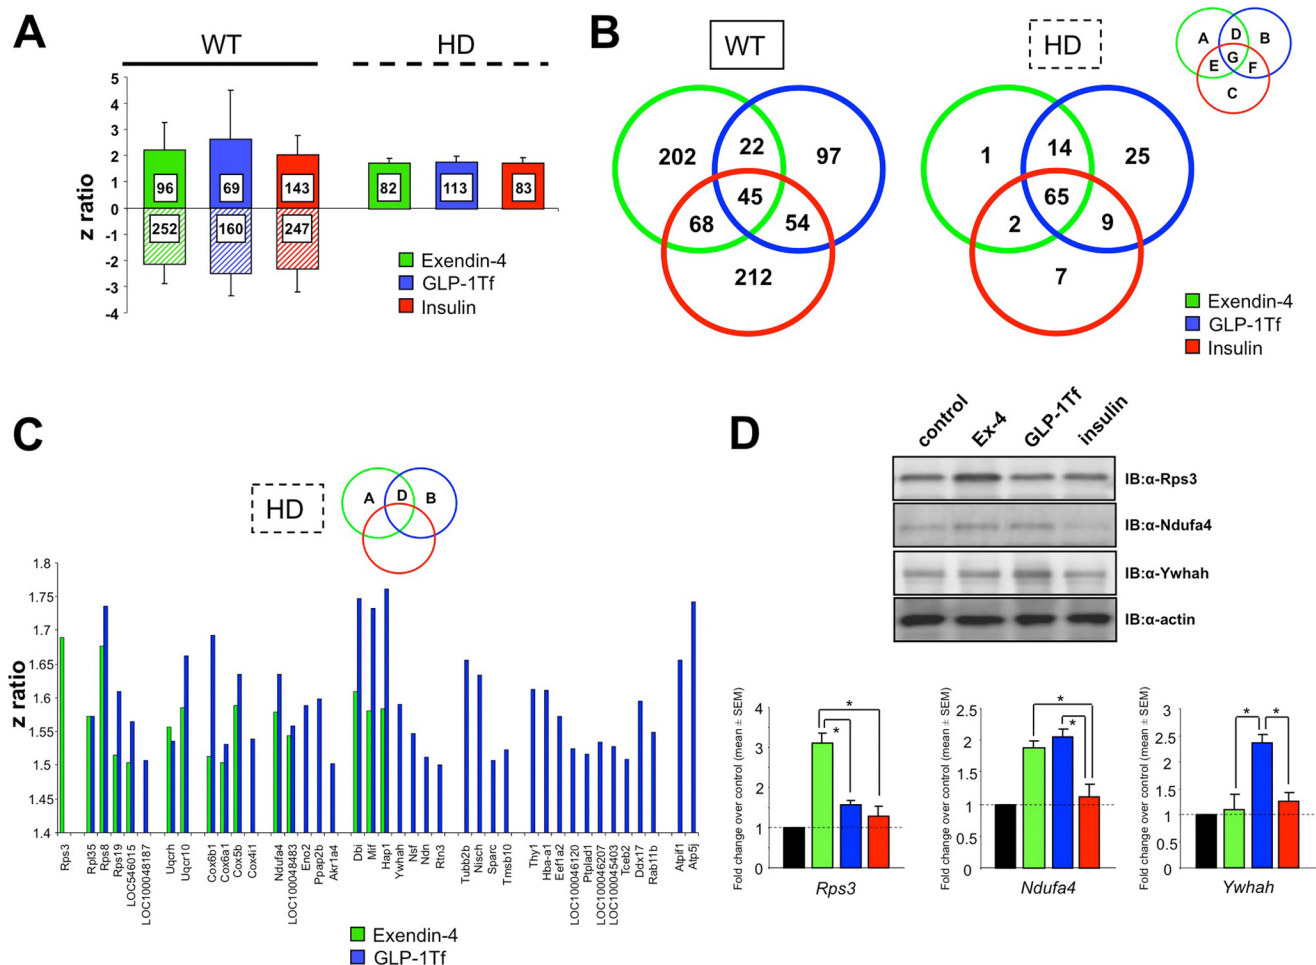 A
WT
HD
z ratio
5
4
3
2
1
0
-1
-2
-3
-4
96
69
143
82
113
83
252
160
247
Exendin-4
GLP-1Tf
Insulin
B
WT
HD
A
D
B
E
G
F
C
202
22
97
45
68
54
212
1
14
25
65
2
9
7
Exendin-4
GLP-1Tf
Insulin
C
HD
A
D
B
z ratio
1.8
1.75
1.7
1.65
1.6
1.55
1.5
1.45
1.4
Rps3
Rpl35
Rps8
Rps19
LOC546015
LOC100048187
Uqcrh
Uqcr10
Cox6b1
Cox6a1
Cox5b
Cox4i1
Ndufa4
LOC100048483
Eno2
Ppap2b
Akr1a4
Dbi
Mif
Hap1
Ywhah
Nsf
Ndn
Rtn3
Tubb2b
Nisch
Sparc
Tmsb10
Thy1
Hba-a1
Eef1a2
LOC100046120
Ptplad1
LOC100046207
LOC100045403
Tceb2
Ddx17
Rab11b
Atpif1
Atp5j
Exendin-4
GLP-1Tf
D
control
Ex-4
GLP-1Tf
insulin
IB:α-Rps3
IB:α-Ndufa4
IB:α-Ywhah
IB:α-actin
Fold change over control (mean ± SEM)
4
3
2
1
0
*
*
Rps3
Fold change over control (mean ± SEM)
2.5
2
1.5
1
0.5
0
*
*
Ndufa4
Fold change over control (mean ± SEM)
3
2.5
2
1.5
1
0.5
0
*
*
Ywhah